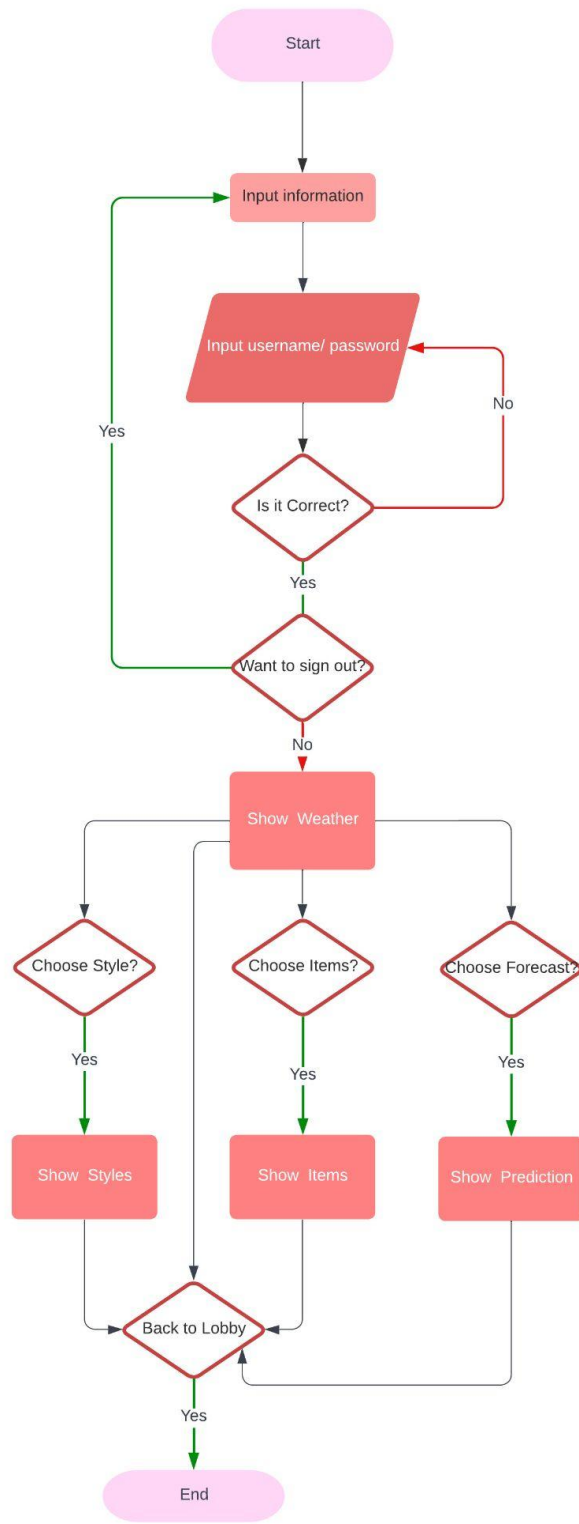 Start
Input information
Input username/ password
No
Yes
Is it Correct?
Yes
Want to sign out?
No
Show Weather
Choose Style?
Choose Items?
Choose Forecast?
Yes
Yes
Yes
Show Styles
Show Items
Show Prediction
Back to Lobby
Yes
End